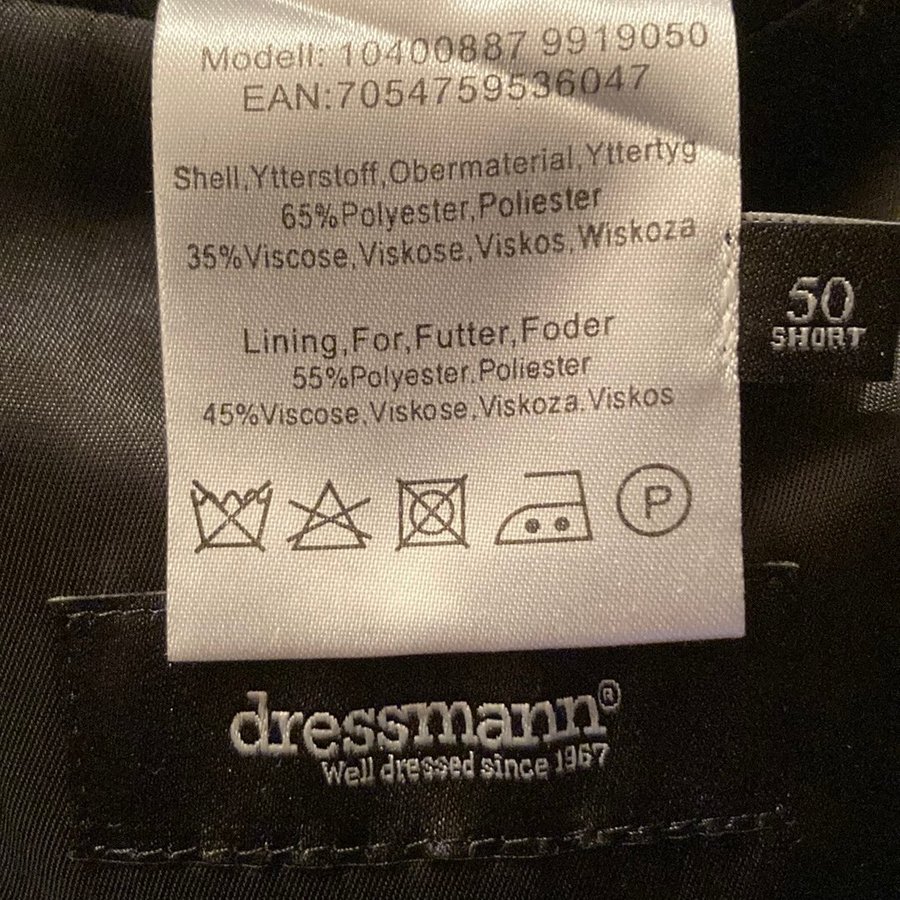 Modell: 10400887 9919050
EAN:7054759536047
Shell,Ytterstoff,Obermaterial,Yttertyg
65%Polyester,Poliester
35%Viscose,Viskose,Viskos,Wiskoza
Lining,For,Futter,Foder
55%Polyester,Poliester
45%Viscose,Viskose,Viskoza,Viskos
P
50
SHORT
dressmann®
Well dressed since 1967